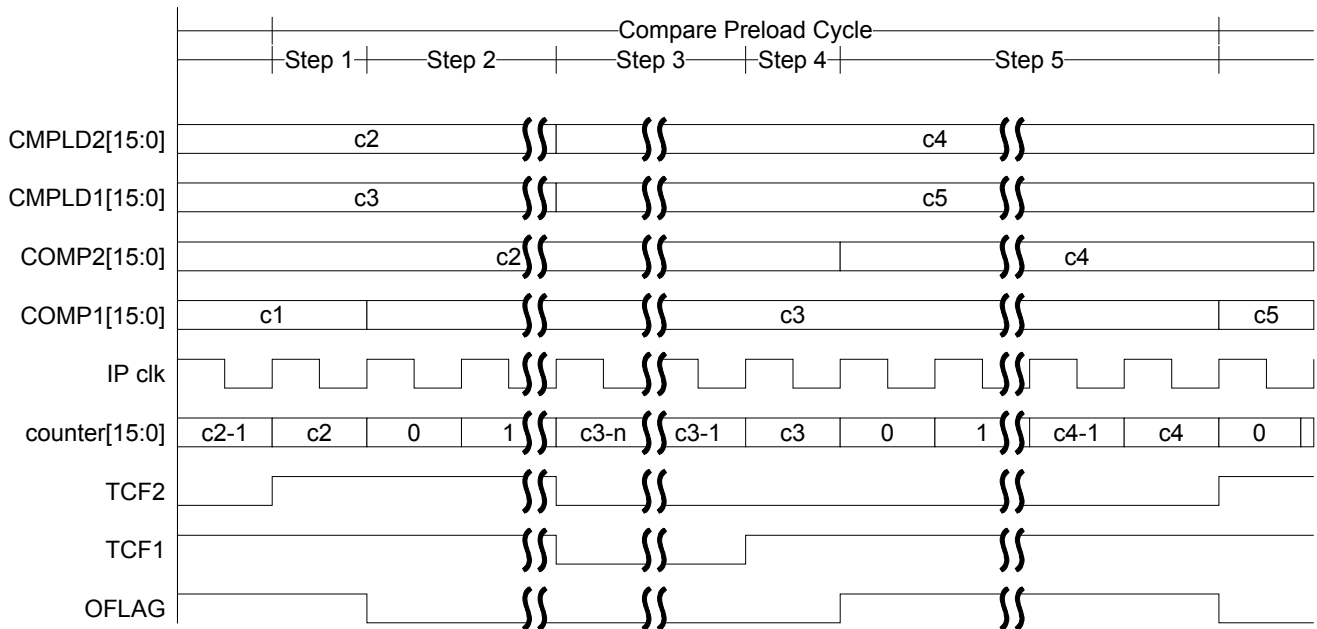 Compare Preload Cycle
Step 1 Step 2 Step 3 Step 4 Step 5
CMPLD2[15:0] c2 c4
CMPLD1[15:0] c3 c5
COMP2[15:0] c2 c4
COMP1[15:0] c1 c3 c5
IP clk
counter[15:0] c2-1 c2 0 1 c3-n c3-1 c3 0 1 c4-1 c4 0
TCF2
TCF1
OFLAG